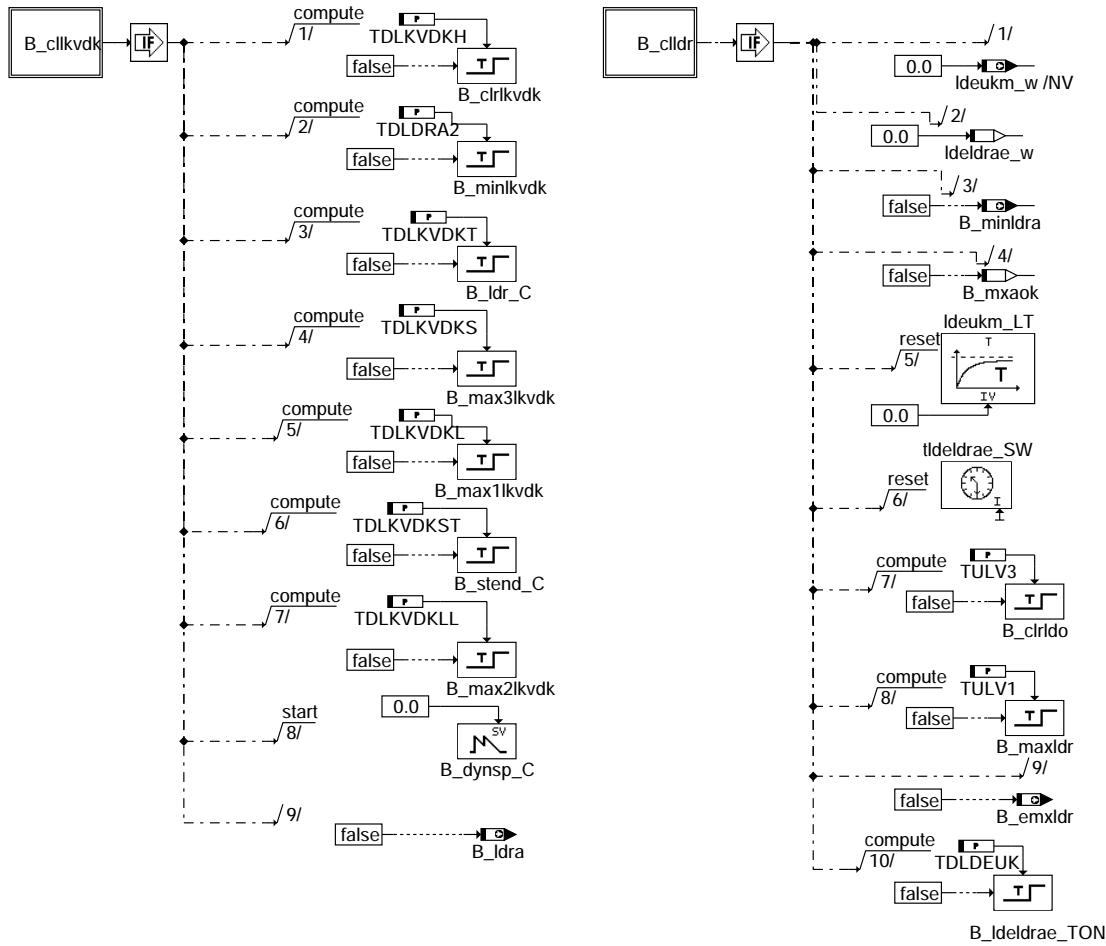 B_cllkvdk
IF
compute
1/
P
TDLKVDKH
false
T
B_clrlkvdk
compute
2/
P
TDLDRA2
false
T
B_minlkvdk
compute
3/
P
TDLKVDKT
false
T
B_ldr_C
compute
4/
P
TDLKVDKS
false
T
B_max3lkvdk
compute
5/
P
TDLKVDKL
false
T
B_max1lkvdk
compute
6/
P
TDLKVDKST
false
T
B_stend_C
compute
7/
P
TDLKVDKLL
false
T
B_max2lkvdk
start
8/
0.0
SV
B_dynsp_C
9/
false
B_ldra
B_clldr
IF
1/
0.0
ldeukm_w /NV
2/
0.0
ldeldrae_w
3/
false
B_minldra
4/
false
B_mxaok
ldeukm_LT
reset
5/
T
T
IV
0.0
tldeldrae_SW
reset
6/
I
compute
7/
P
TULV3
false
T
B_clrldo
compute
8/
P
TULV1
false
T
B_maxldr
9/
false
B_emxldr
compute
10/
P
TDLDEUK
false
T
B_ldeldrae_TON